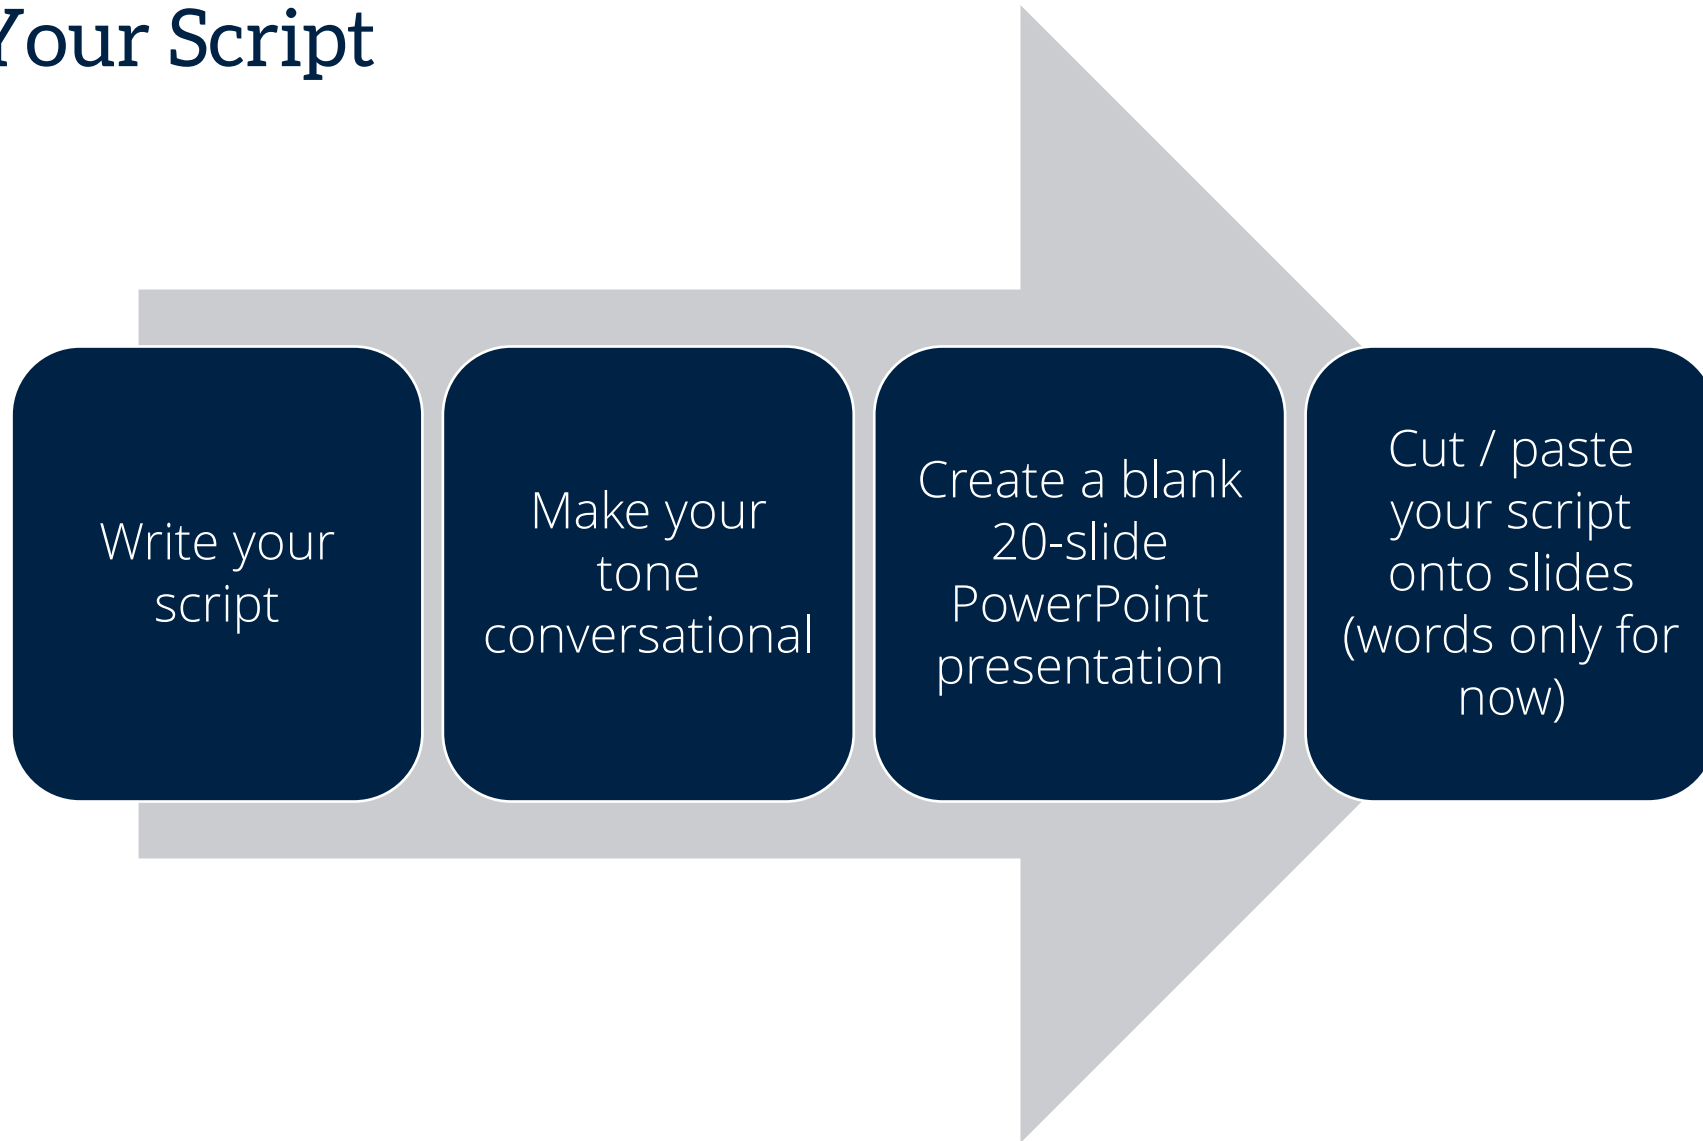 Your Script
Write your
script
Make your
tone
conversational
Create a blank
20-slide
PowerPoint
presentation
Cut / paste
your script
onto slides
(words only for
now)